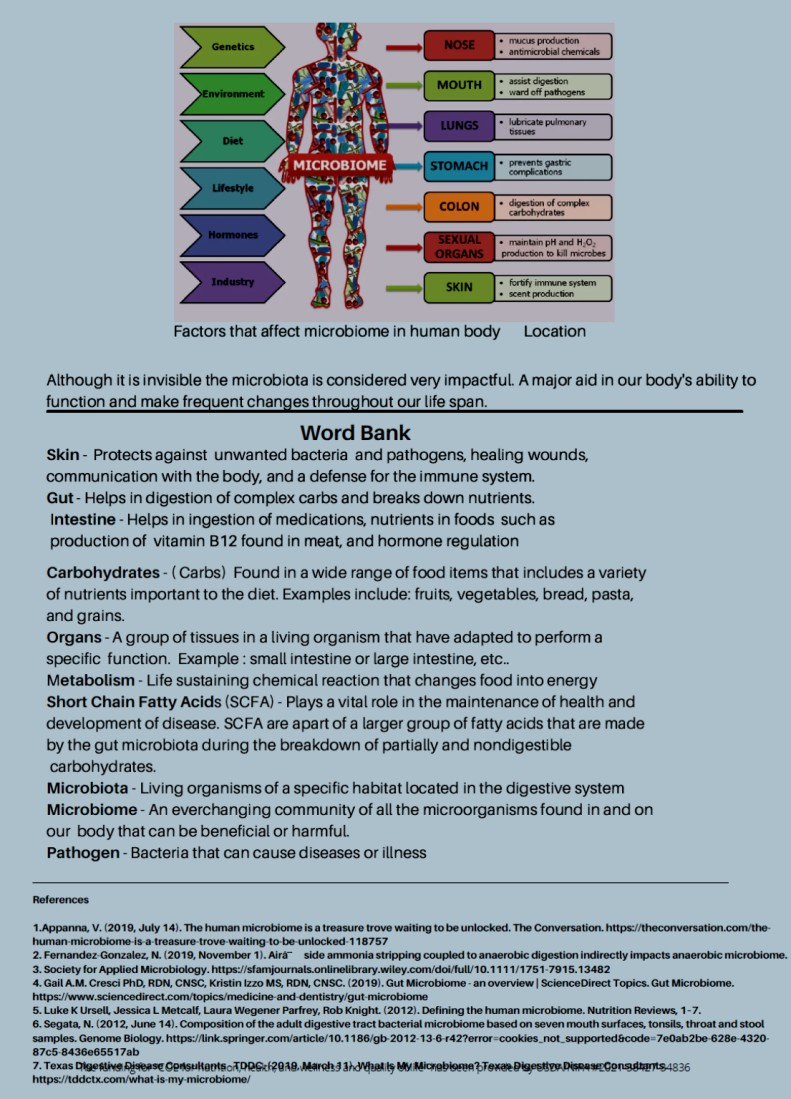 Genetics
Environment
Diet
Lifestyle
Hormones
Industry
MICROBIOME
NOSE
• mucus production
• antimicrobial chemicals
MOUTH
• assist digestion
• ward off pathogens
LUNGS
• lubricate pulmonary
tissues
STOMACH
• prevents gastric
complications
COLON
• digestion of complex
carbohydrates
SEXUAL
ORGANS
• maintain pH and H₂O₂
production to kill microbes
SKIN
• fortify immune system
• scent production
Factors that affect microbiome in human body Location
Although it is invisible the microbiota is considered very impactful. A major aid in our body's ability to
function and make frequent changes throughout our life span.
Word Bank
Skin - Protects against unwanted bacteria and pathogens, healing wounds,
communication with the body, and a defense for the immune system.
Gut - Helps in digestion of complex carbs and breaks down nutrients.
Intestine - Helps in ingestion of medications, nutrients in foods such as
production of vitamin B12 found in meat, and hormone regulation
Carbohydrates - ( Carbs) Found in a wide range of food items that includes a variety
of nutrients important to the diet. Examples include: fruits, vegetables, bread, pasta,
and grains.
Organs - A group of tissues in a living organism that have adapted to perform a
specific function. Example : small intestine or large intestine, etc..
Metabolism - Life sustaining chemical reaction that changes food into energy
Short Chain Fatty Acids (SCFA) - Plays a vital role in the maintenance of health and
development of disease. SCFA are apart of a larger group of fatty acids that are made
by the gut microbiota during the breakdown of partially and nondigestible
carbohydrates.
Microbiota - Living organisms of a specific habitat located in the digestive system
Microbiome - An everchanging community of all the microorganisms found in and on
our body that can be beneficial or harmful.
Pathogen - Bacteria that can cause diseases or illness
References
1.Appanna, V. (2019, July 14). The human microbiome is a treasure trove waiting to be unlocked. The Conversation. https://theconversation.com/the-
human-microbiome-is-a-treasure-trove-waiting-to-be-unlocked-118757
2. Fernandez-Gonzalez, N. (2019, November 1). Airâ€ side ammonia stripping coupled to anaerobic digestion indirectly impacts anaerobic microbiome.
3. Society for Applied Microbiology. https://sfamjournals.onlinelibrary.wiley.com/doi/full/10.1111/1751-7915.13482
4. Gail A.M. Cresci PhD, RDN, CNSC, Kristin Izzo MS, RDN, CNSC. (2019). Gut Microbiome - an overview | ScienceDirect Topics. Gut Microbiome.
https://www.sciencedirect.com/topics/medicine-and-dentistry/gut-microbiome
5. Luke K Ursell, Jessica L Metcalf, Laura Wegener Parfrey, Rob Knight. (2012). Defining the human microbiome. Nutrition Reviews, 1–7.
6. Segata, N. (2012, June 14). Composition of the adult digestive tract bacterial microbiome based on seven mouth surfaces, tonsils, throat and stool
samples. Genome Biology. https://link.springer.com/article/10.1186/gb-2012-13-6-r42?error=cookies_not_supported&code=7e0ab2be-628e-4320-
87c5-8436e65517ab
7. Texas Digestive Disease Consultants - TDDC. (2019, March 11). What is My Microbiome? Texas Digestive Disease Consultants.
https://tddctx.com/what-is-my-microbiome/